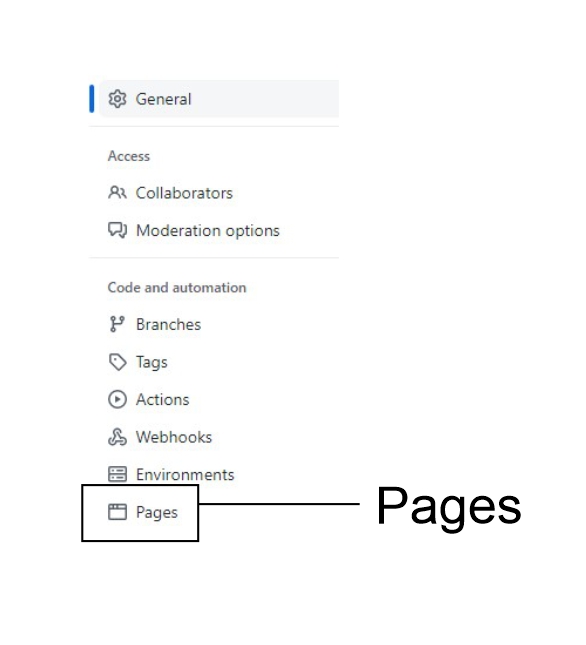 General
Access
Collaborators
Moderation options
Code and automation
Branches
Tags
Actions
Webhooks
Environments
Pages
Pages